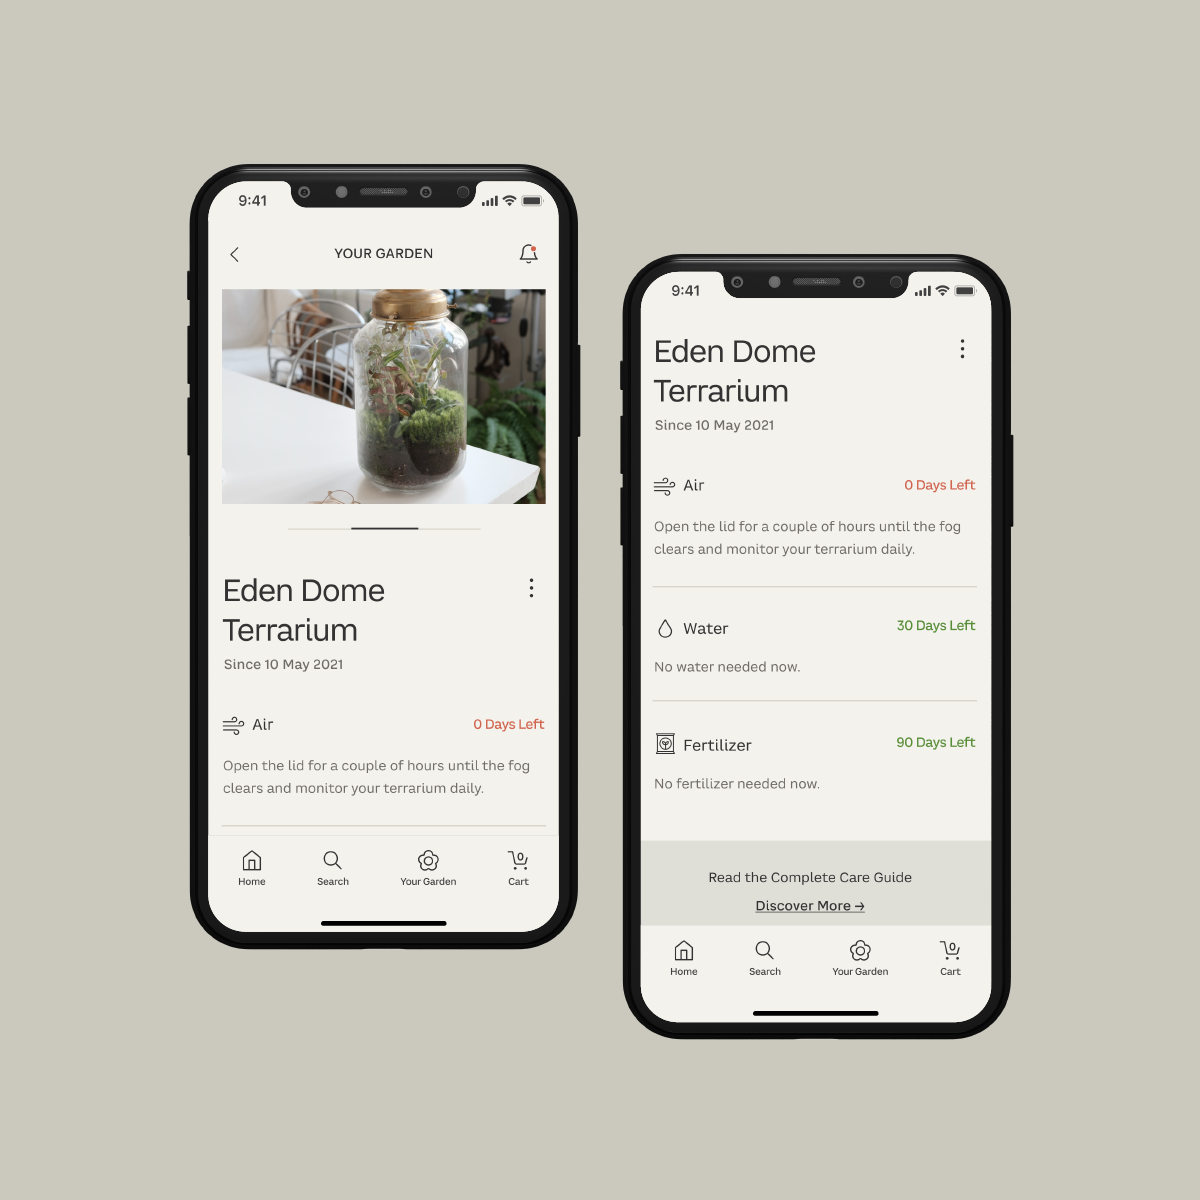 9:41
YOUR GARDEN
Eden Dome
Terrarium
Since 10 May 2021
Air
0 Days Left
Open the lid for a couple of hours until the fog
clears and monitor your terrarium daily.
Home
Search
Your Garden
0
Cart
9:41
Eden Dome
Terrarium
Since 10 May 2021
Air
0 Days Left
Open the lid for a couple of hours until the fog
clears and monitor your terrarium daily.
Water
30 Days Left
No water needed now.
Fertilizer
90 Days Left
No fertilizer needed now.
Read the Complete Care Guide
Discover More →
Home
Search
Your Garden
0
Cart